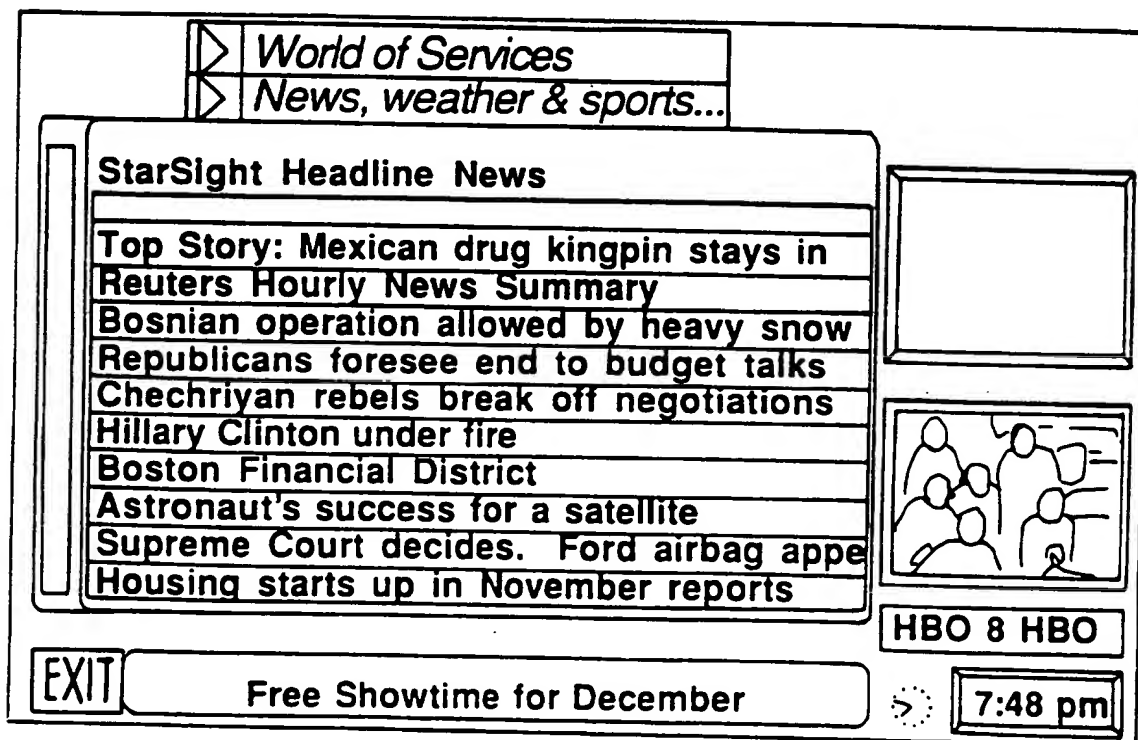 World of Services
News, weather & sports...
StarSight Headline News
Top Story: Mexican drug kingpin stays in
Reuters Hourly News Summary
Bosnian operation allowed by heavy snow
Republicans foresee end to budget talks
Chechriyan rebels break off negotiations
Hillary Clinton under fire
Boston Financial District
Astronaut's success for a satellite
Supreme Court decides. Ford airbag appe
Housing starts up in November reports
HBO 8 HBO
EXIT
Free Showtime for December
7:48 pm